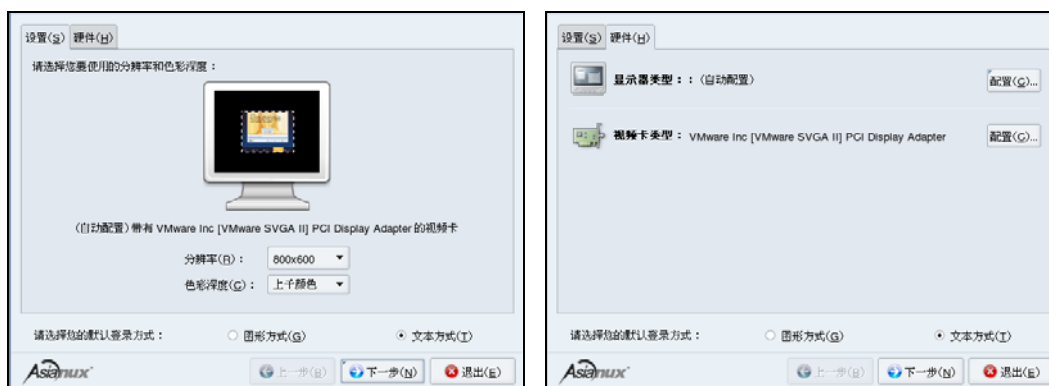 设置(S) 硬件(H)
请选择您要使用的分辨率和色彩深度：
(自动配置) 带有 VMware Inc [VMware SVGA II] PCI Display Adapter 的视频卡
分辨率(R)： 800x600
色彩深度(C)： 上千颜色
请选择您的默认登录方式： 图形方式(G) 文本方式(T)
Asianux 上一步(B) 下一步(N) 退出(E)
设置(S) 硬件(H)
显示器类型：： (自动配置) 配置(C)...
视频卡类型： VMware Inc [VMware SVGA II] PCI Display Adapter 配置(C)...
请选择您的默认登录方式： 图形方式(G) 文本方式(T)
Asianux 上一步(B) 下一步(N) 退出(E)